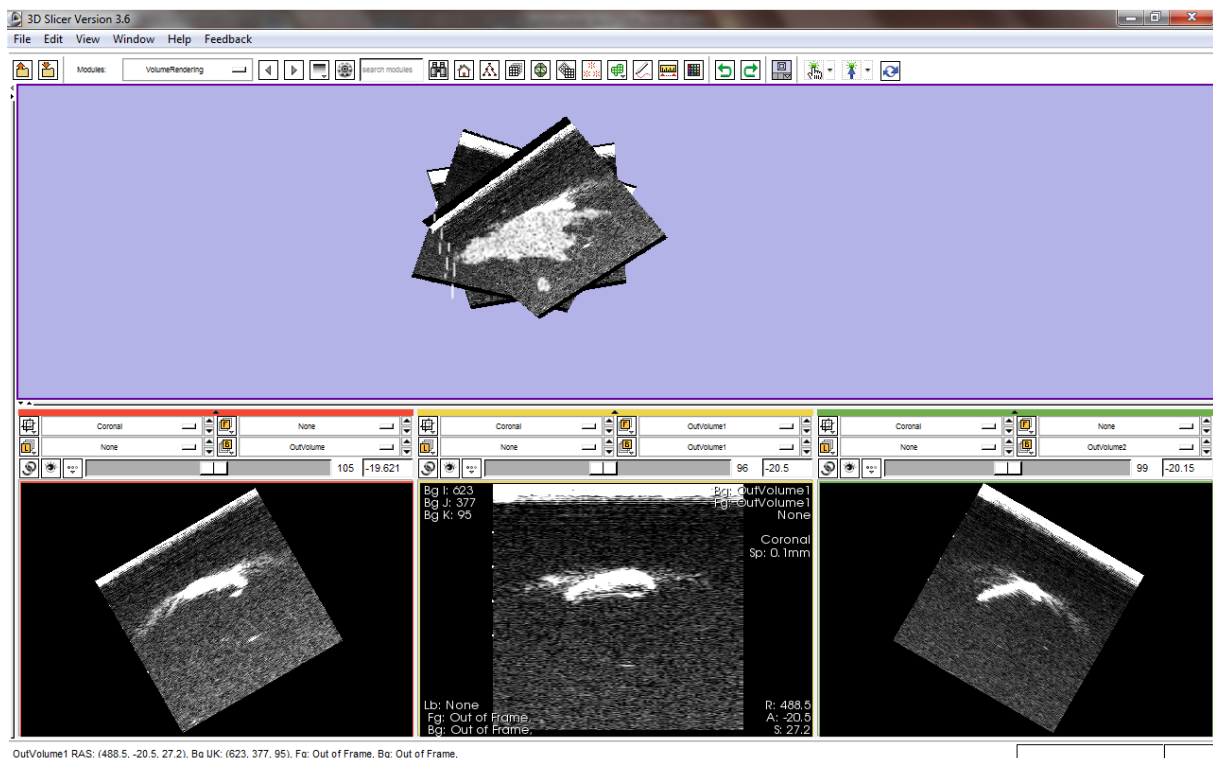 3D Slicer Version 3.6
File Edit View Window Help Feedback
Modules: VolumeRendering search modules
Coronal None Coronal OutVolume1 Coronal None
None OutVolume None OutVolume1 None OutVolume2
105 -19.621 96 -20.5 99 -20.15
Bg I: 623 Bg: OutVolume1
Bg J: 377 Fg: OutVolume1
Bg K: 95 None
Coronal
Sp: 0.1mm
Lb: None R: 488.5
Fg: Out of Frame, A: -20.5
Bg: Out of Frame, S: 27.2
OutVolume1 RAS: (488.5, -20.5, 27.2), Bg IJK: (623, 377, 95), Fg: Out of Frame, Bg: Out of Frame,